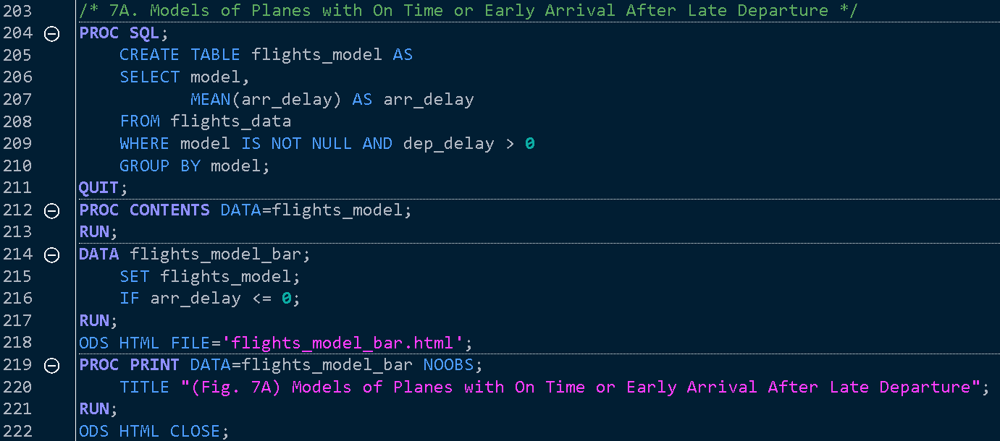 203 /* 7A. Models of Planes with On Time or Early Arrival After Late Departure */
204 PROC SQL;
205     CREATE TABLE flights_model AS
206     SELECT model,
207            MEAN(arr_delay) AS arr_delay
208     FROM flights_data
209     WHERE model IS NOT NULL AND dep_delay > 0
210     GROUP BY model;
211 QUIT;
212 PROC CONTENTS DATA=flights_model;
213 RUN;
214 DATA flights_model_bar;
215     SET flights_model;
216     IF arr_delay <= 0;
217 RUN;
218 ODS HTML FILE='flights_model_bar.html';
219 PROC PRINT DATA=flights_model_bar NOOBS;
220     TITLE "(Fig. 7A) Models of Planes with On Time or Early Arrival After Late Departure";
221 RUN;
222 ODS HTML CLOSE;